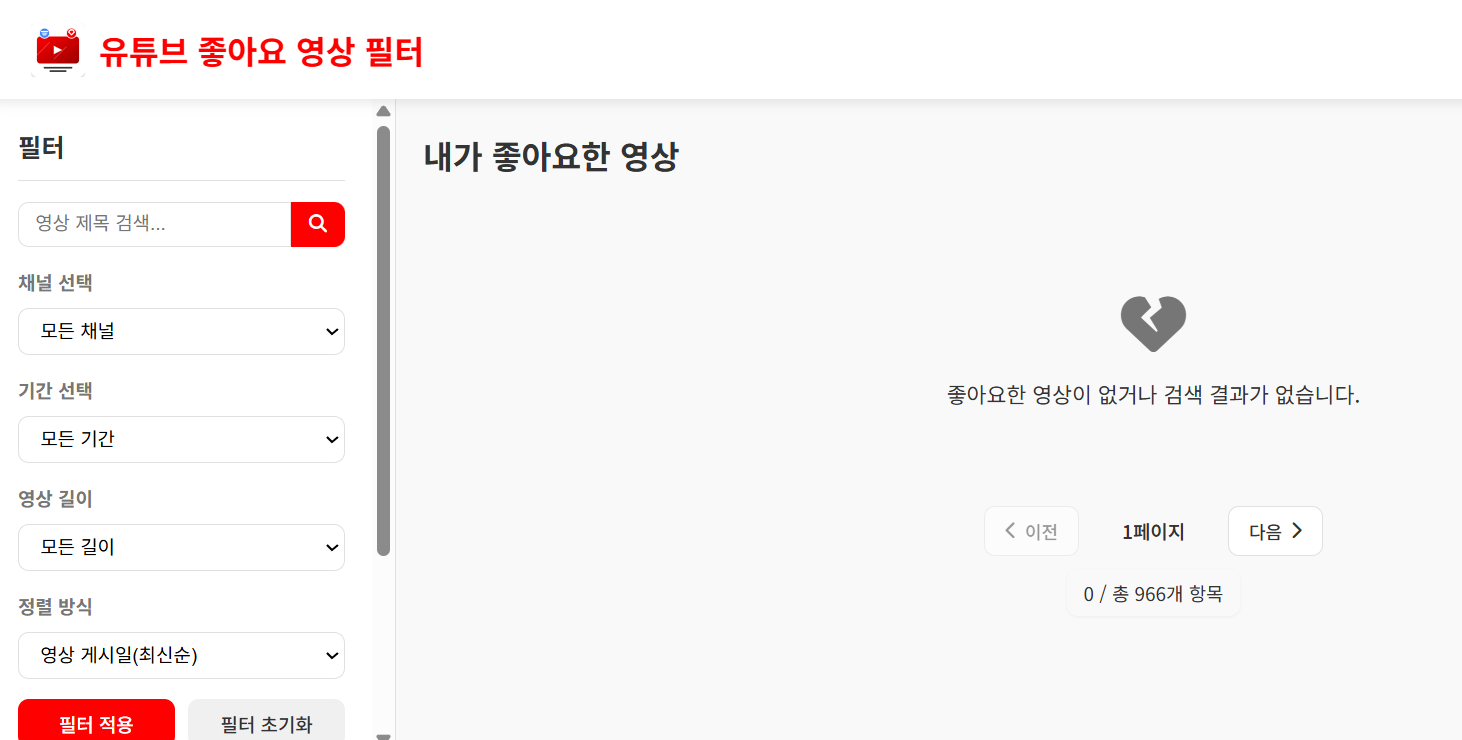 유튜브 좋아요 영상 필터
필터
영상 제목 검색...
채널 선택
모든 채널
기간 선택
모든 기간
영상 길이
모든 길이
정렬 방식
영상 게시일(최신순)
필터 적용
필터 초기화
내가 좋아요한 영상
좋아요한 영상이 없거나 검색 결과가 없습니다.
이전
1페이지
다음
0 / 총 966개 항목